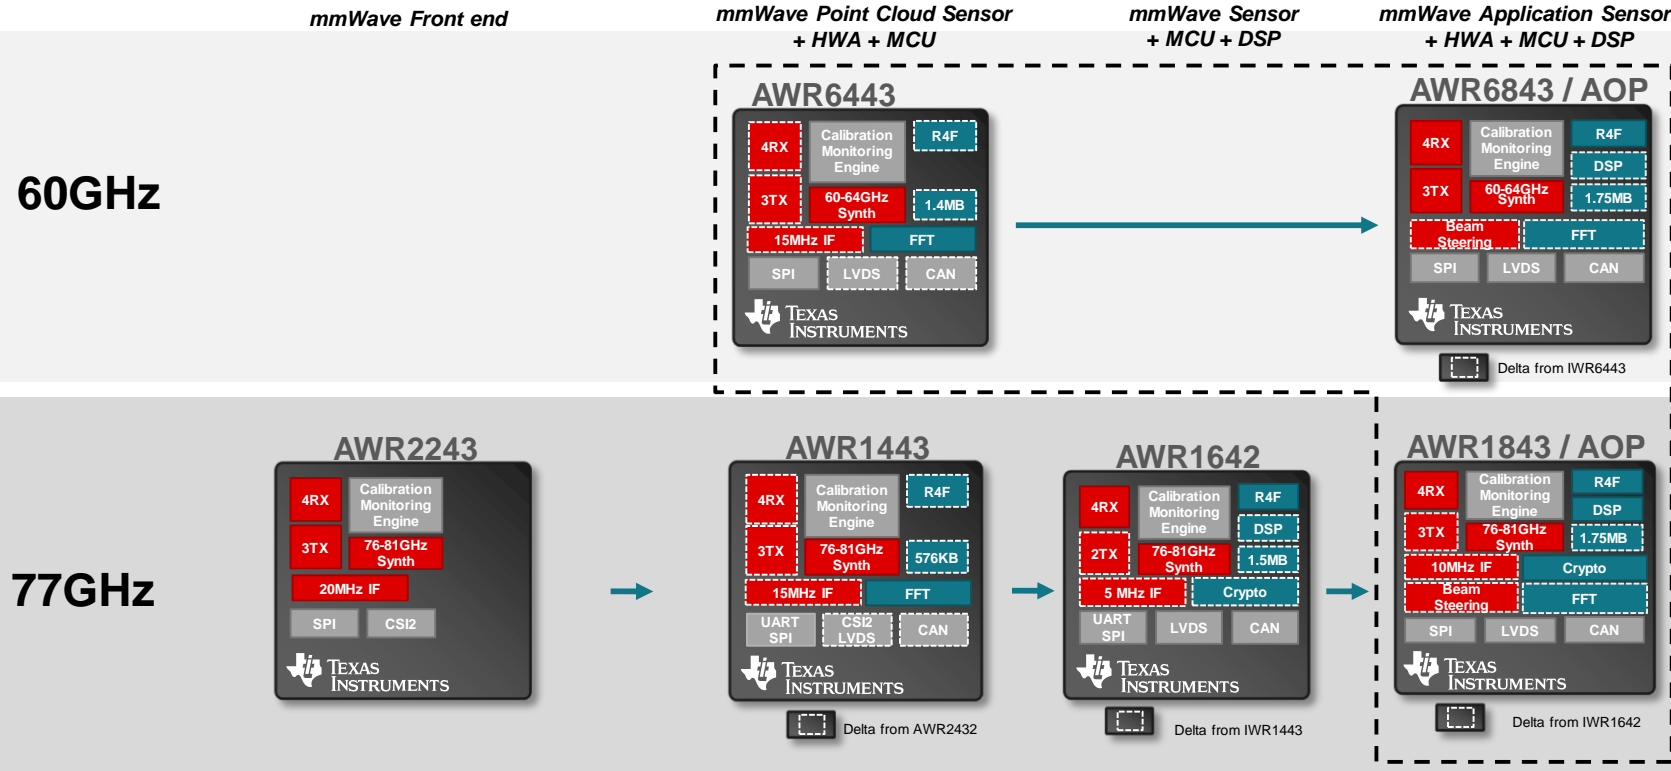 mmWave Front end
mmWave Point Cloud Sensor
+ HWA + MCU
mmWave Sensor
+ MCU + DSP
mmWave Application Sensor
+ HWA + MCU + DSP
60GHz
AWR6443
4RX
Calibration
Monitoring
Engine
R4F
3TX
60-64GHz
Synth
1.4MB
15MHz IF
FFT
SPI
LVDS
CAN
TEXAS
INSTRUMENTS
AWR6843 / AOP
4RX
Calibration
Monitoring
Engine
R4F
DSP
3TX
60-64GHz
Synth
1.75MB
Beam
Steering
FFT
SPI
LVDS
CAN
TEXAS
INSTRUMENTS
Delta from IWR6443
77GHz
AWR2243
4RX
Calibration
Monitoring
Engine
3TX
76-81GHz
Synth
20MHz IF
SPI
CSI2
TEXAS
INSTRUMENTS
AWR1443
4RX
Calibration
Monitoring
Engine
R4F
3TX
76-81GHz
Synth
576KB
15MHz IF
FFT
UART
SPI
CSI2
LVDS
CAN
TEXAS
INSTRUMENTS
Delta from AWR2432
AWR1642
4RX
Calibration
Monitoring
Engine
R4F
DSP
2TX
76-81GHz
Synth
1.5MB
5 MHz IF
Crypto
UART
SPI
LVDS
CAN
TEXAS
INSTRUMENTS
Delta from IWR1443
AWR1843 / AOP
4RX
Calibration
Monitoring
Engine
R4F
DSP
3TX
76-81GHz
Synth
1.75MB
10MHz IF
Crypto
Beam
Steering
FFT
SPI
LVDS
CAN
TEXAS
INSTRUMENTS
Delta from IWR1642